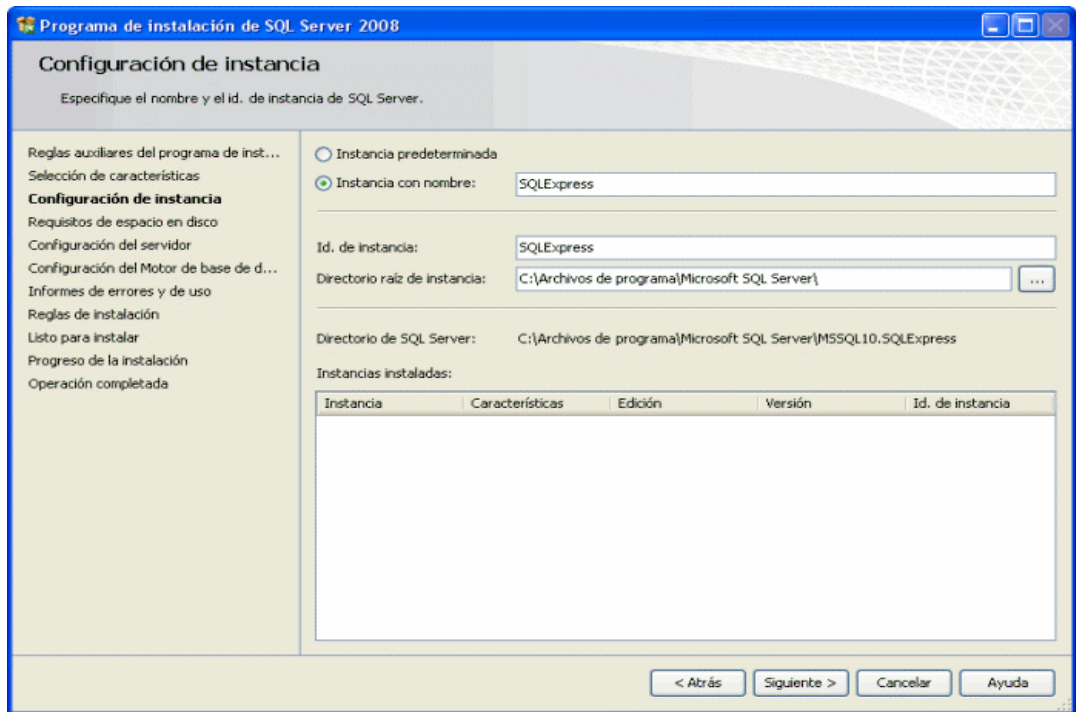 Programa de instalación de SQL Server 2008
Configuración de instancia
Especifique el nombre y el id. de instancia de SQL Server.
Reglas auxiliares del programa de inst...
Selección de características
Configuración de instancia
Requisitos de espacio en disco
Configuración del servidor
Configuración del Motor de base de d...
Informes de errores y de uso
Reglas de instalación
Listo para instalar
Progreso de la instalación
Operación completada
Instancia predeterminada
Instancia con nombre: SQLExpress
Id. de instancia: SQLExpress
Directorio raíz de instancia: C:\Archivos de programa\Microsoft SQL Server\ ...
Directorio de SQL Server: C:\Archivos de programa\Microsoft SQL Server\MSSQL10.SQLExpress
Instancias instaladas:
Instancia Características Edición Versión Id. de instancia
< Atrás Siguiente > Cancelar Ayuda